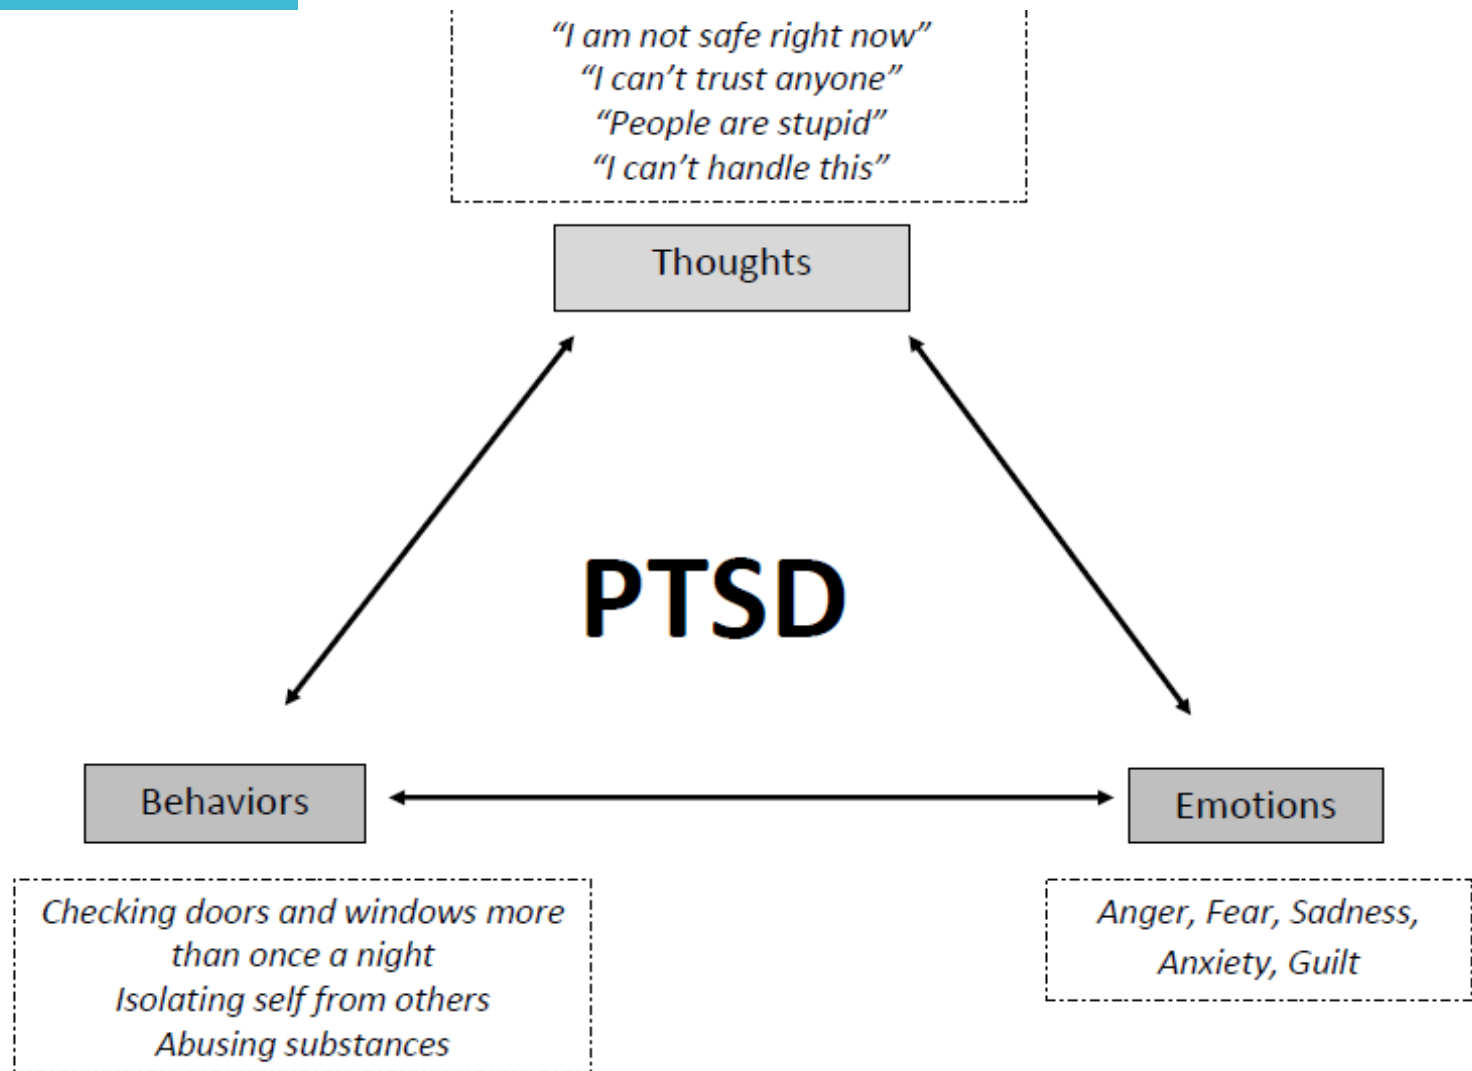 “I am not safe right now”
“I can’t trust anyone”
“People are stupid”
“I can’t handle this”
Thoughts
PTSD
Behaviors
Emotions
Checking doors and windows more
than once a night
Isolating self from others
Abusing substances
Anger, Fear, Sadness,
Anxiety, Guilt